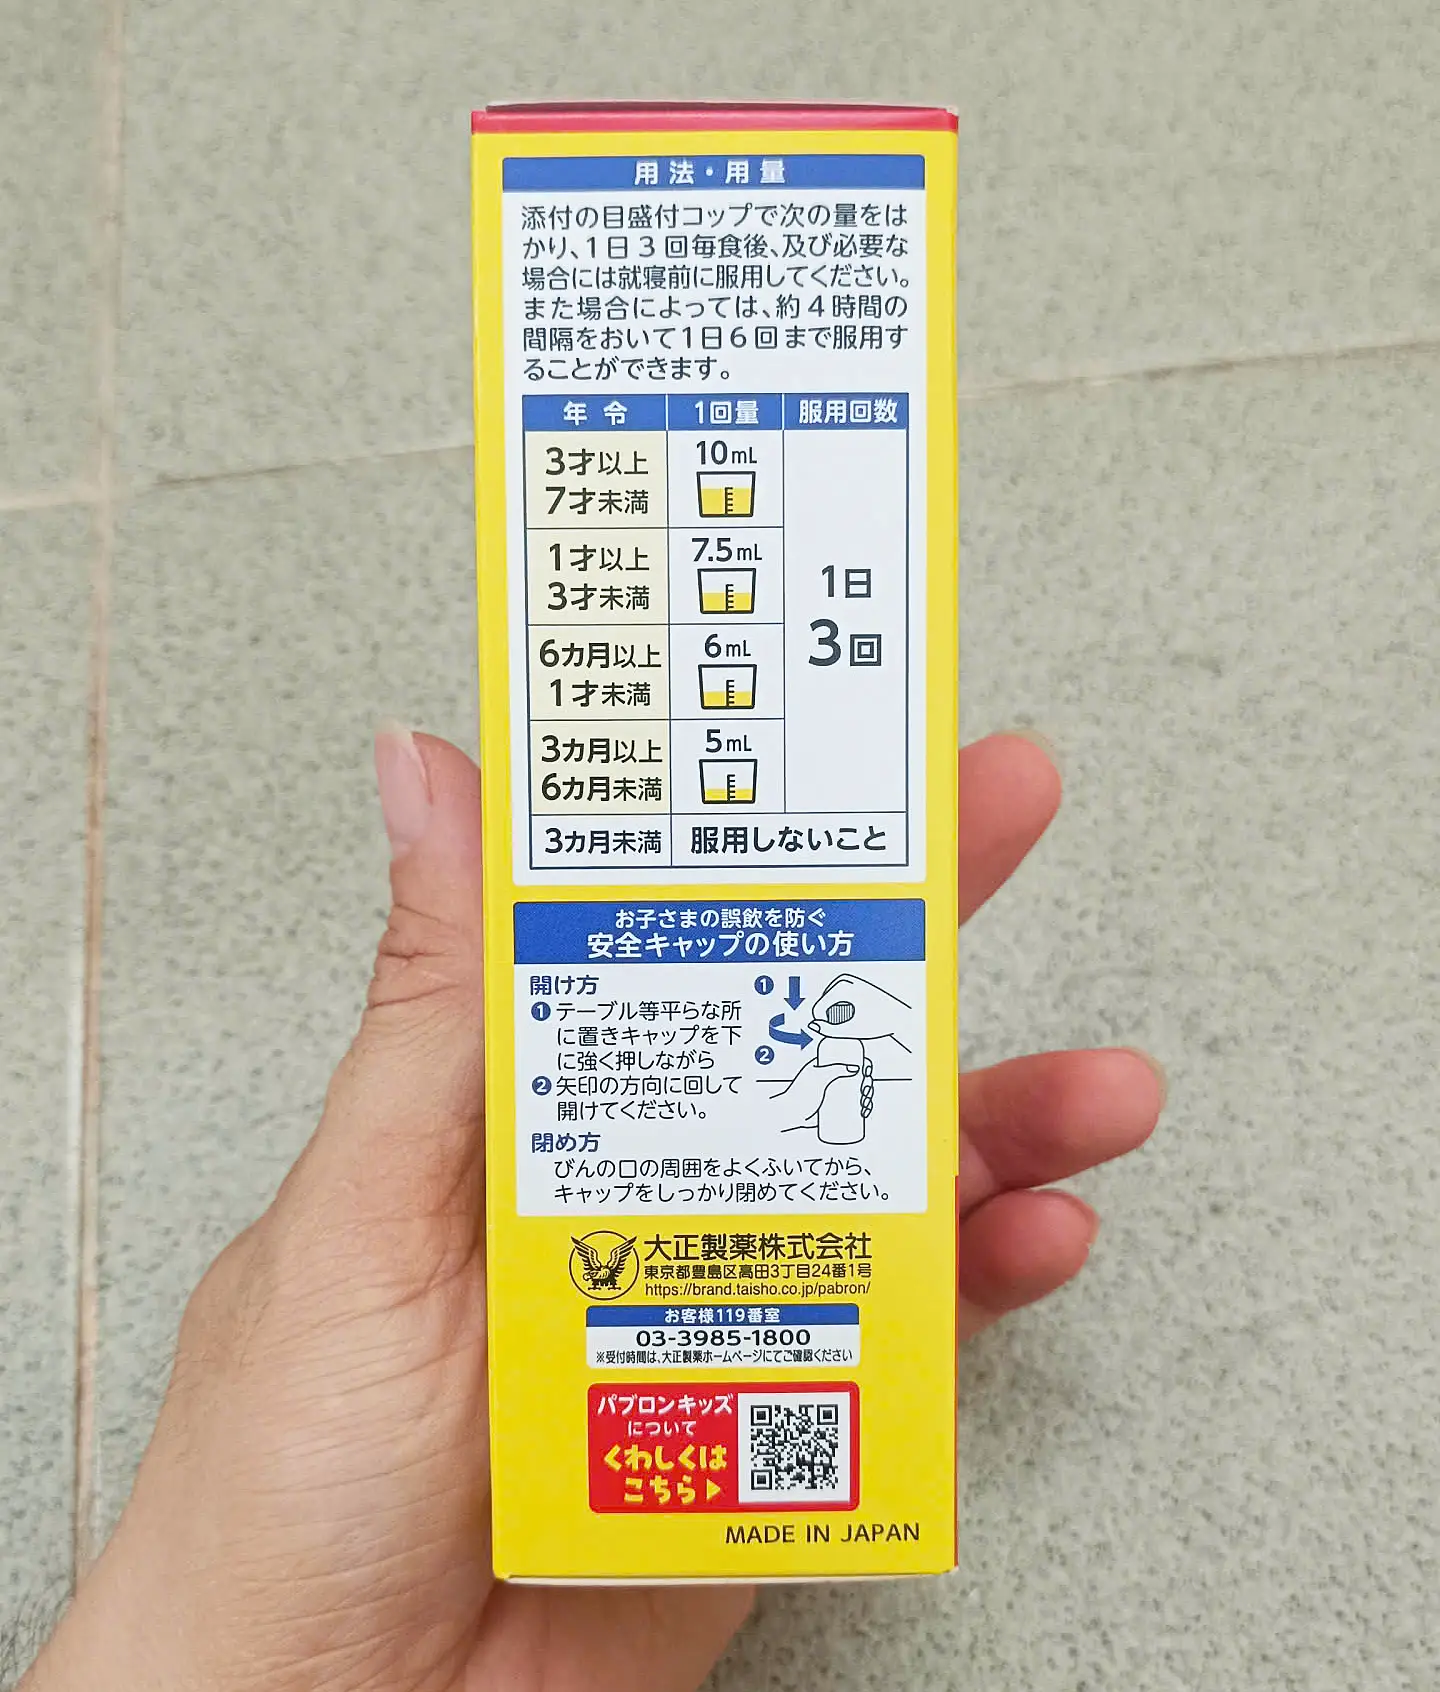 用法・用量
添付の目盛付コップで次の量をは
かり、1日3回毎食後、及び必要な
場合には就寝前に服用してください。
また場合によっては、約4時間の
間隔をおいて1日6回まで服用す
ることができます。
年令 1回量 服用回数
3才以上
7才未満
10mL
1才以上
3才未満
7.5mL
6カ月以上
1才未満
6mL
3カ月以上
6カ月未満
5mL
1日
3回
3カ月未満 服用しないこと
お子さまの誤飲を防ぐ
安全キャップの使い方
開け方
❶テーブル等平らな所
に置きキャップを下
に強く押しながら
❷矢印の方向に回して
開けてください。
❶
❷
閉め方
びんの口の周囲をよくふいてから、
キャップをしっかり閉めてください。
大正製薬株式会社
東京都豊島区高田3丁目24番1号
https://brand.taisho.co.jp/pabron/
お客様119番室
03-3985-1800
※受付時間は、大正製薬ホームページにてご確認ください
パブロンキッズ
について
くわしくは
こちら▶
MADE IN JAPAN